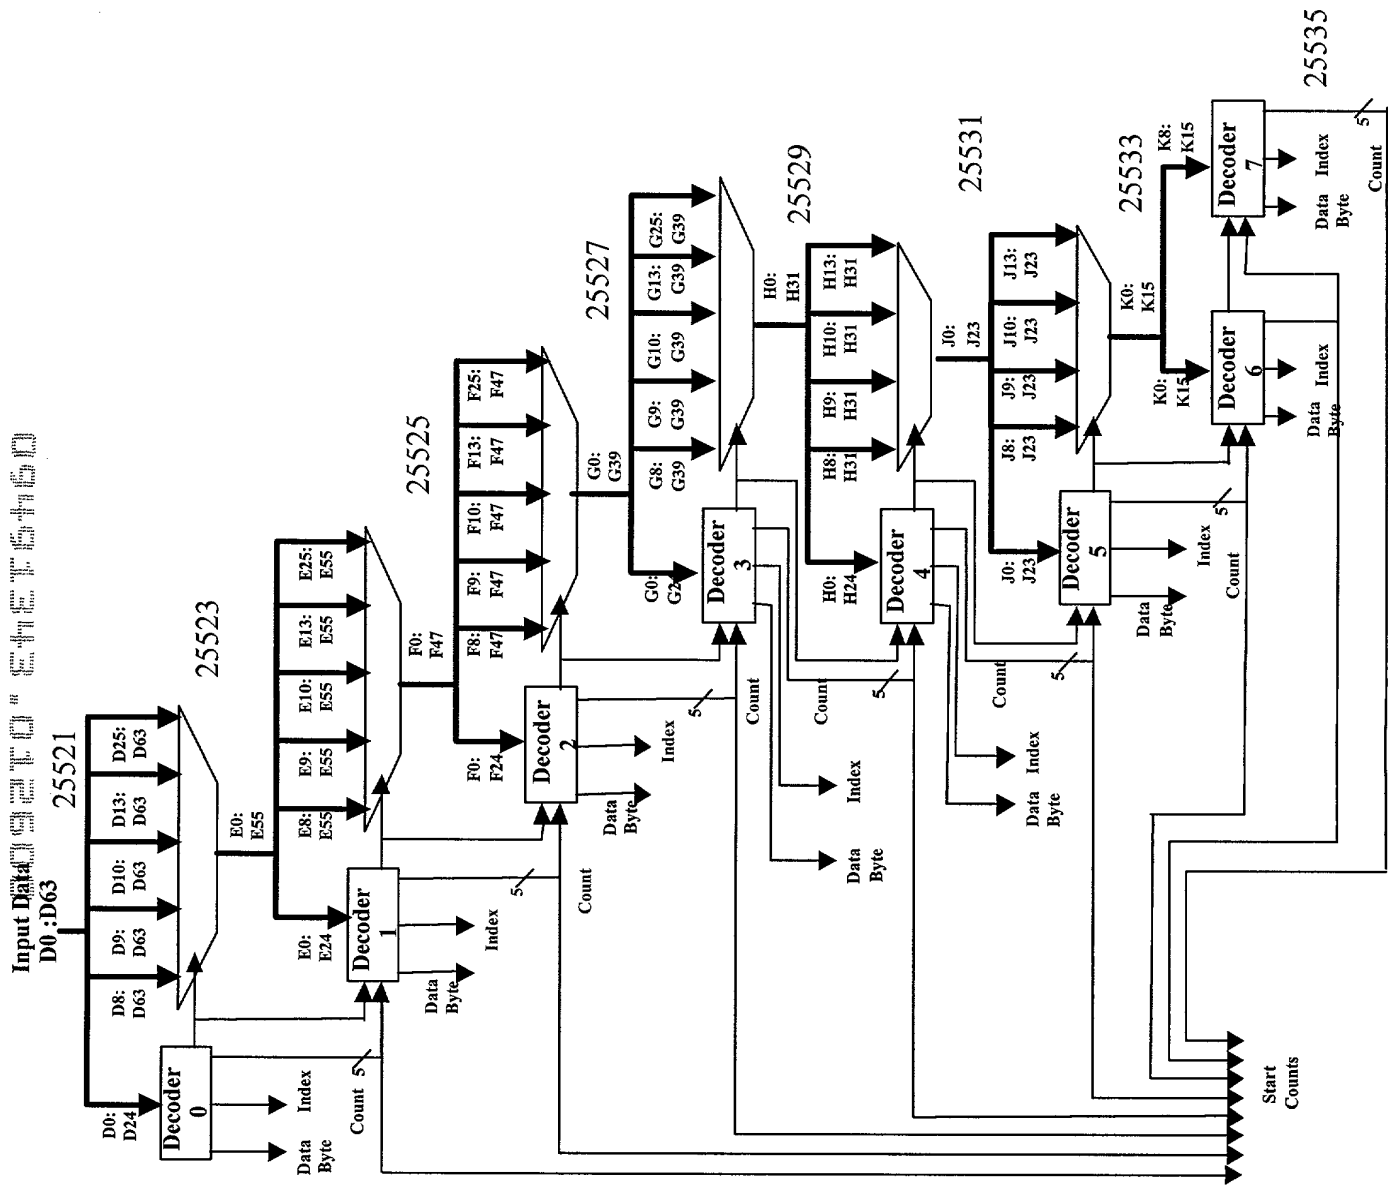 Input Data
D0 :D63
25521
D0:
D24
D8:
D63
D9:
D63
D10:
D63
D13:
D63
D25:
D63
Decoder
0
Data
Byte
Index
Count
5
25523
E0:
E55
E0:
E24
E8:
E55
E9:
E55
E10:
E55
E13:
E55
E25:
E55
Decoder
1
Data
Byte
Index
Count
5
25525
F0:
F47
F0:
F24
F8:
F47
F9:
F47
F10:
F47
F13:
F47
F25:
F47
Decoder
2
Data
Byte
Index
Count
5
25527
G0:
G39
G0:
G8:
G39
G9:
G39
G10:
G39
G13:
G39
G25:
G39
Decoder
3
Data
Byte
Index
Count
5
25529
H0:
H31
H0:
H24
H8:
H31
H9:
H31
H10:
H31
H13:
H31
Decoder
4
Data
Byte
Index
Count
5
25531
J0:
J23
J0:
J23
J8:
J23
J9:
J23
J10:
J23
J13:
J23
Decoder
5
Data
Byte
Index
Count
5
25533
K0:
K15
K0:
K15
K8:
K15
Decoder
6
Data
Byte
Index
25535
Decoder
7
Data
Byte
Index
Count
5
Start
Counts